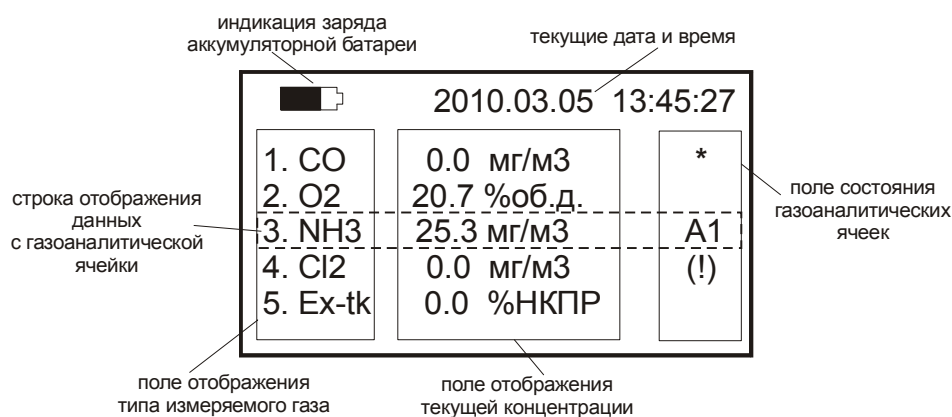 индикация заряда
аккумуляторной батареи
текущие дата и время
2010.03.05 13:45:27
1. CO 0.0 мг/м3 *
2. O2 20.7 %об.д.
3. NH3 25.3 мг/м3 A1
4. Cl2 0.0 мг/м3 (!)
5. Ex-tk 0.0 %НКПР
строка отображения
данных
с газоаналитической
ячейки
поле состояния
газоаналитических
ячеек
поле отображения
типа измеряемого газа
поле отображения
текущей концентрации